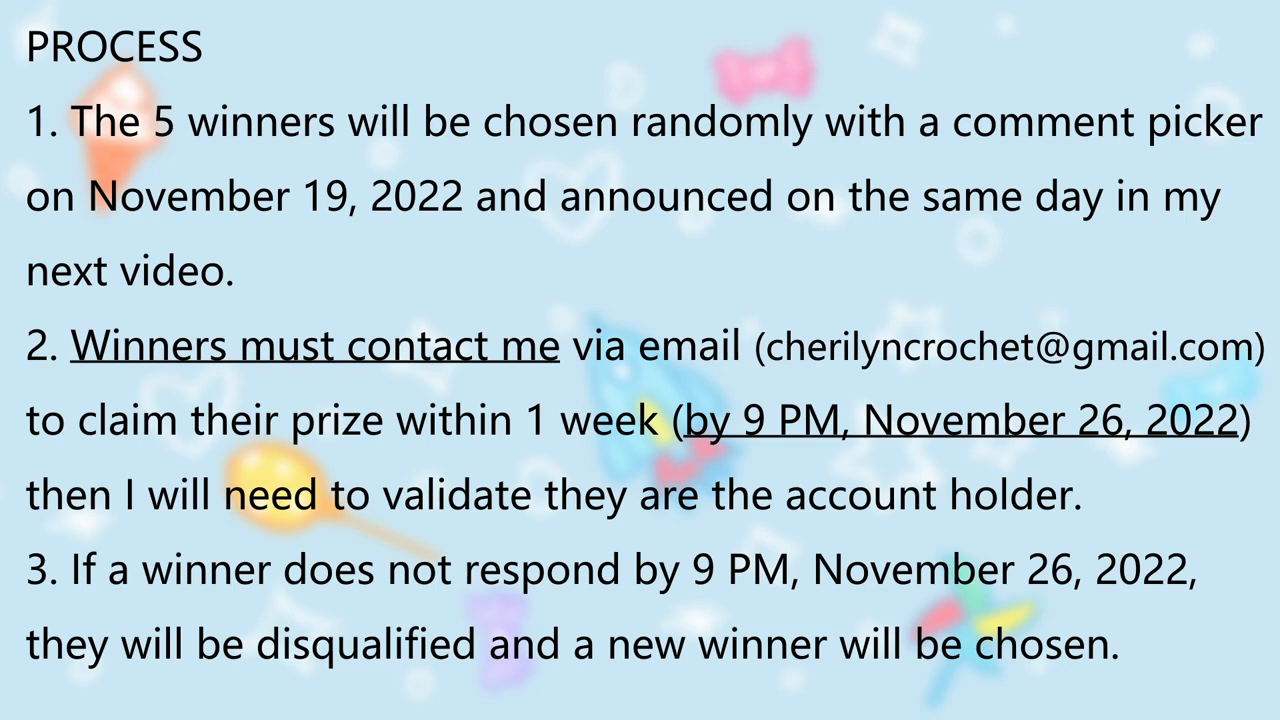 PROCESS
1. The 5 winners will be chosen randomly with a comment picker
on November 19, 2022 and announced on the same day in my
next video.
2. Winners must contact me via email (cherilyncrochet@gmail.com)
to claim their prize within 1 week (by 9 PM, November 26, 2022)
then I will need to validate they are the account holder.
3. If a winner does not respond by 9 PM, November 26, 2022,
they will be disqualified and a new winner will be chosen.